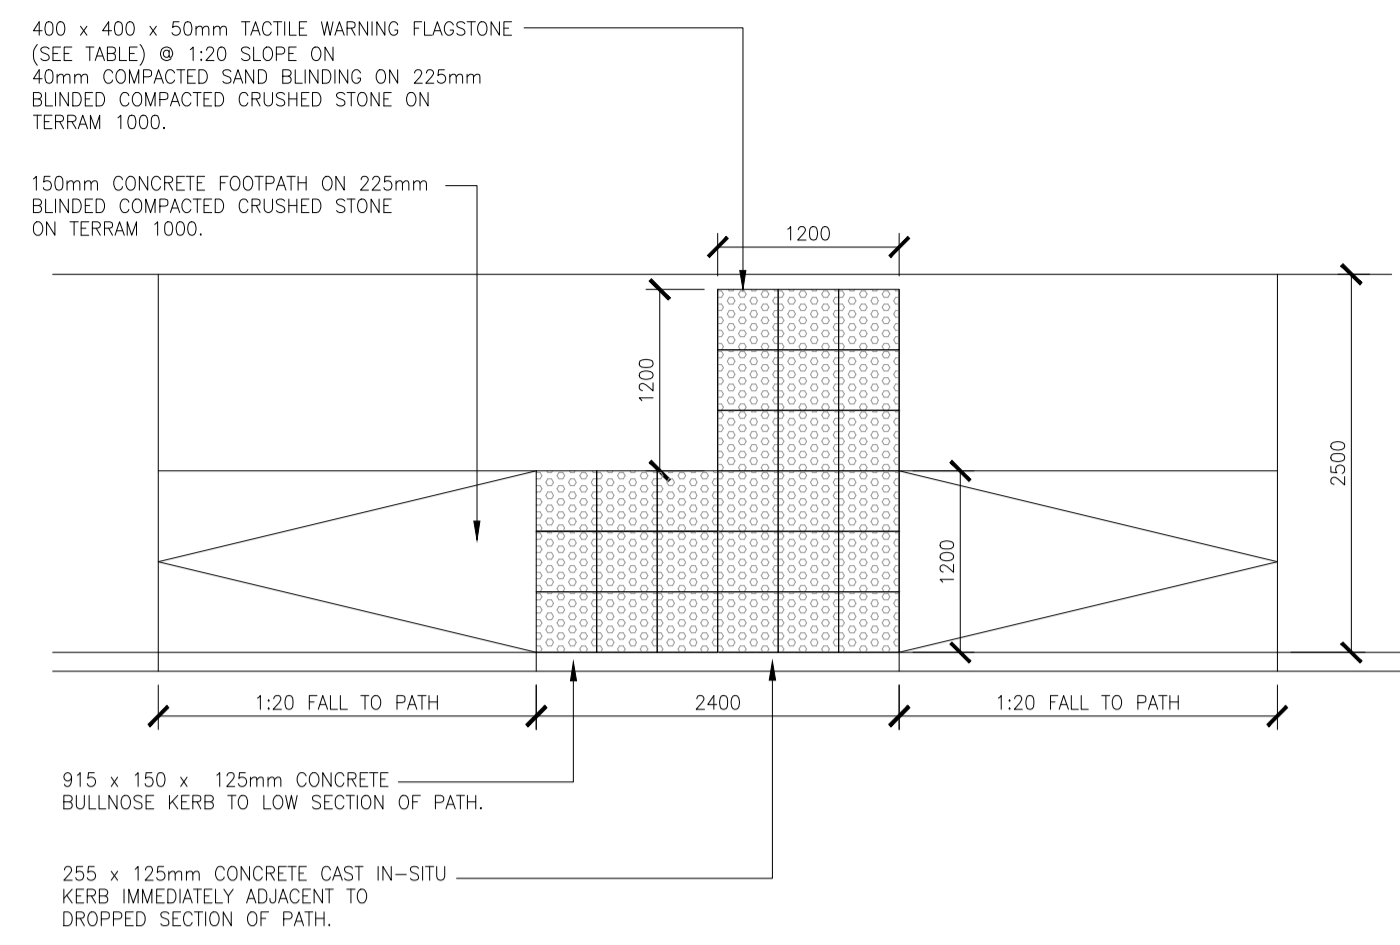 400 x 400 x 50mm TACTILE WARNING FLAGSTONE
(SEE TABLE) @ 1:20 SLOPE ON
40mm COMPACTED SAND BLINDING ON 225mm
BLINDED COMPACTED CRUSHED STONE ON
TERRAM 1000.
150mm CONCRETE FOOTPATH ON 225mm
BLINDED COMPACTED CRUSHED STONE
ON TERRAM 1000.
1200
1200
2500
1200
1:20 FALL TO PATH
2400
1:20 FALL TO PATH
915 x 150 x 125mm CONCRETE
BULLNOSE KERB TO LOW SECTION OF PATH.
255 x 125mm CONCRETE CAST IN-SITU
KERB IMMEDIATELY ADJACENT TO
DROPPED SECTION OF PATH.